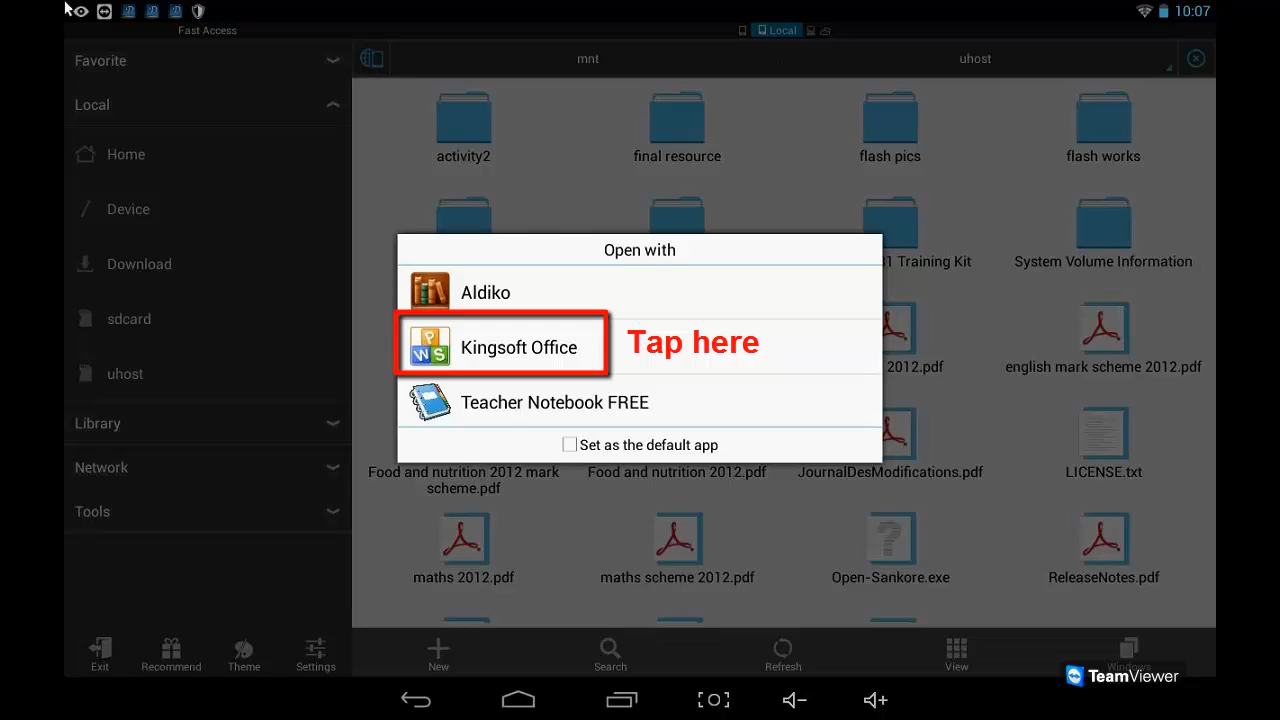 10:07
Fast Access
Local
Favorite
mnt
uhost
Local
activity2
final resource
flash pics
flash works
Home
Device
Download
sdcard
uhost
Library
Network
Tools
Open with
Aldiko
Kingsoft Office
Tap here
Teacher Notebook FREE
Set as the default app
1 Training Kit
System Volume Information
2012.pdf
english mark scheme 2012.pdf
Food and nutrition 2012 mark
scheme.pdf
Food and nutrition 2012.pdf
JournalDesModifications.pdf
LICENSE.txt
maths 2012.pdf
maths scheme 2012.pdf
Open-Sankore.exe
ReleaseNotes.pdf
Exit
Recommend
Theme
Settings
New
Search
Refresh
View
Windows
TeamViewer